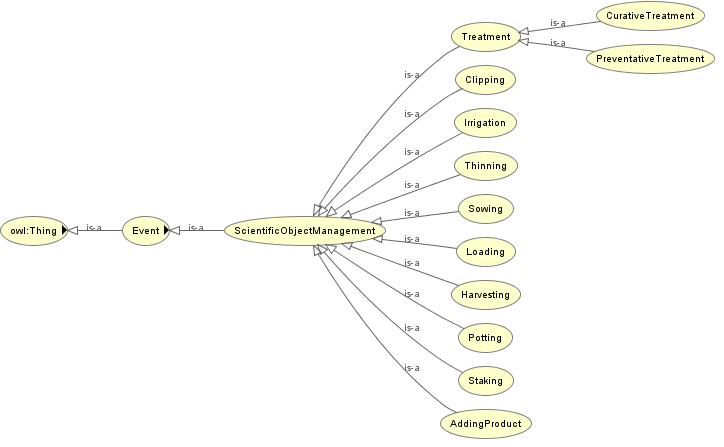 CurativeTreatment
is-a
Treatment
is-a
PreventativeTreatment
is-a
Clipping
is-a
Irrigation
is-a
Thinning
is-a
Sowing
is-a
owl:Thing
is-a
Event
is-a
ScientificObjectManagement
Loading
is-a
Harvesting
is-a
Potting
is-a
Staking
is-a
AddingProduct
is-a